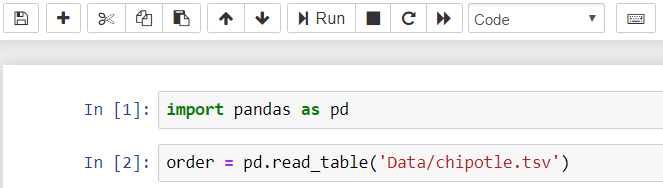 Run Code
In [1]: import pandas as pd
In [2]: order = pd.read_table('Data/chipotle.tsv')